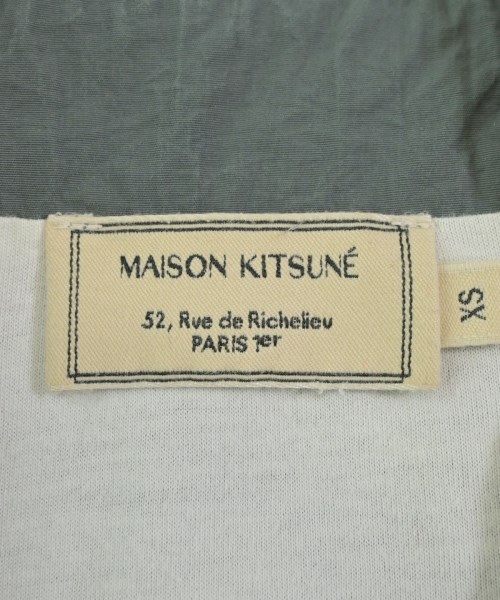 MAISON KITSUNÉ
52, Rue de Richelieu
PARIS 1er
XS